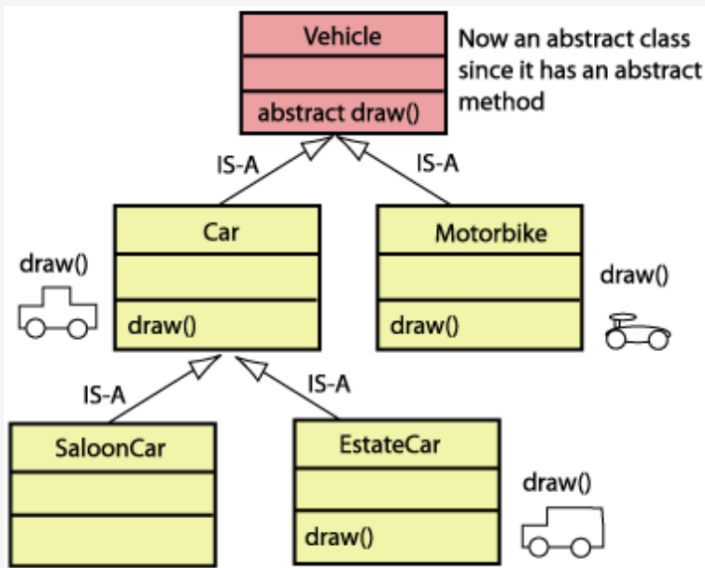 Vehicle
abstract draw()
Now an abstract class
since it has an abstract
method
IS-A
IS-A
Car
draw()
draw()
Motorbike
draw()
draw()
IS-A
IS-A
SaloonCar
EstateCar
draw()
draw()